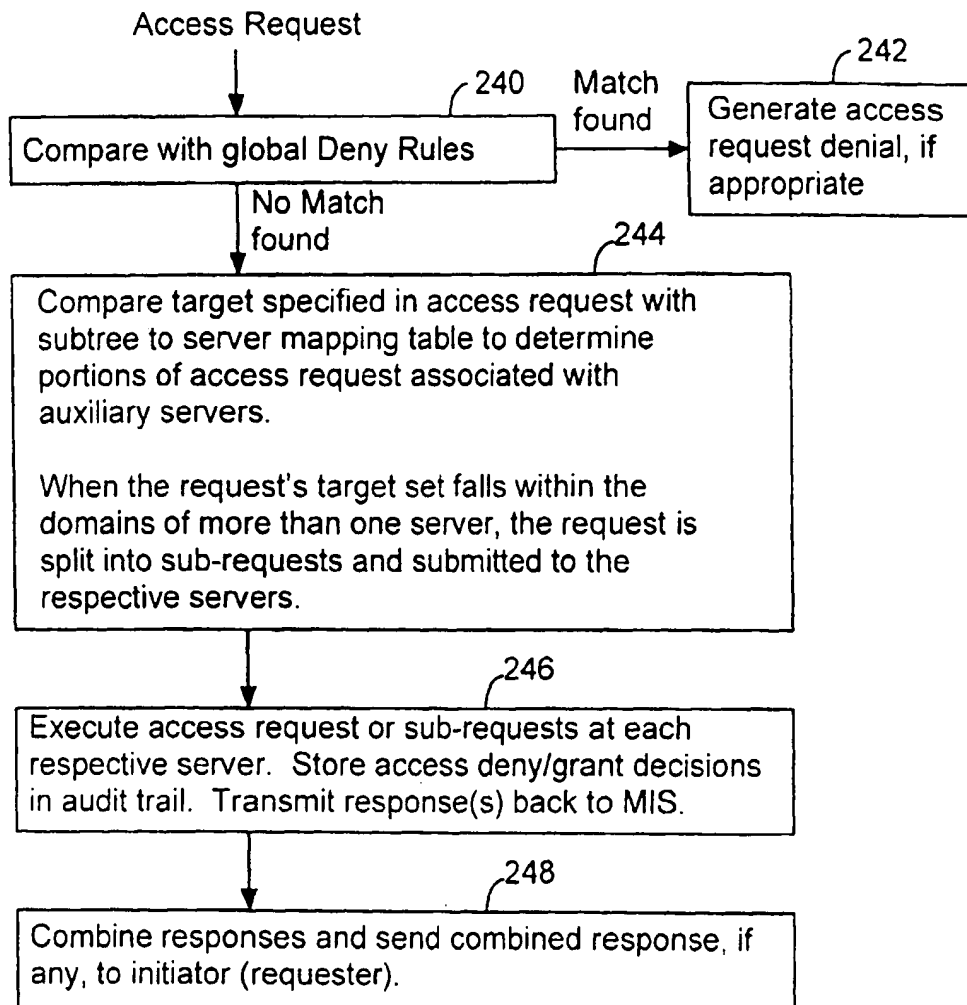 Access Request
240
Compare with global Deny Rules
Match
found
242
Generate access
request denial, if
appropriate
No Match
found
244
Compare target specified in access request with
subtree to server mapping table to determine
portions of access request associated with
auxiliary servers.
When the request's target set falls within the
domains of more than one server, the request is
split into sub-requests and submitted to the
respective servers.
246
Execute access request or sub-requests at each
respective server.  Store access deny/grant decisions
in audit trail.  Transmit response(s) back to MIS.
248
Combine responses and send combined response, if
any, to initiator (requester).